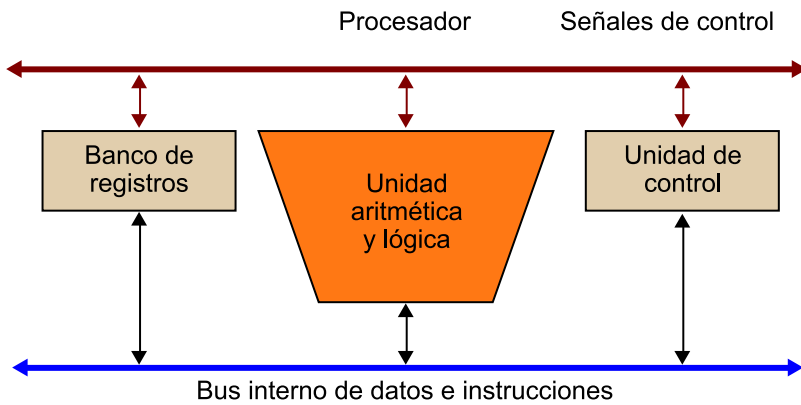 Procesador
Señales de control
Banco de
registros
Unidad
aritmética
y lógica
Unidad de
control
Bus interno de datos e instrucciones